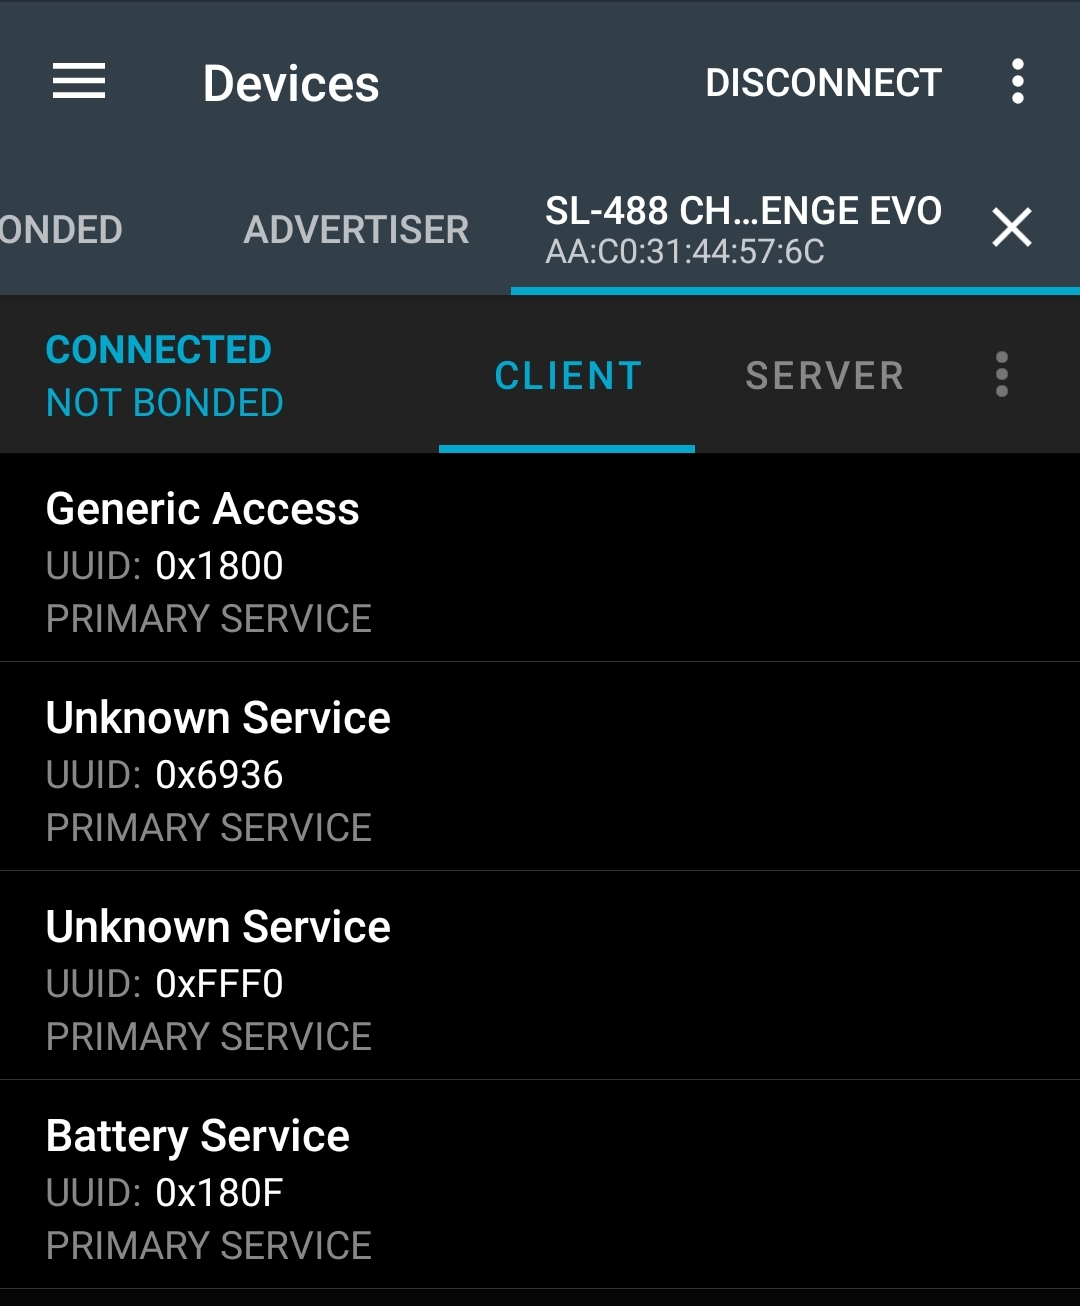 Devices
DISCONNECT
ONDED
ADVERTISER
SL-488 CH...ENGE EVO
AA:C0:31:44:57:6C
CONNECTED
NOT BONDED
CLIENT
SERVER
Generic Access
UUID: 0x1800
PRIMARY SERVICE
Unknown Service
UUID: 0x6936
PRIMARY SERVICE
Unknown Service
UUID: 0xFFF0
PRIMARY SERVICE
Battery Service
UUID: 0x180F
PRIMARY SERVICE